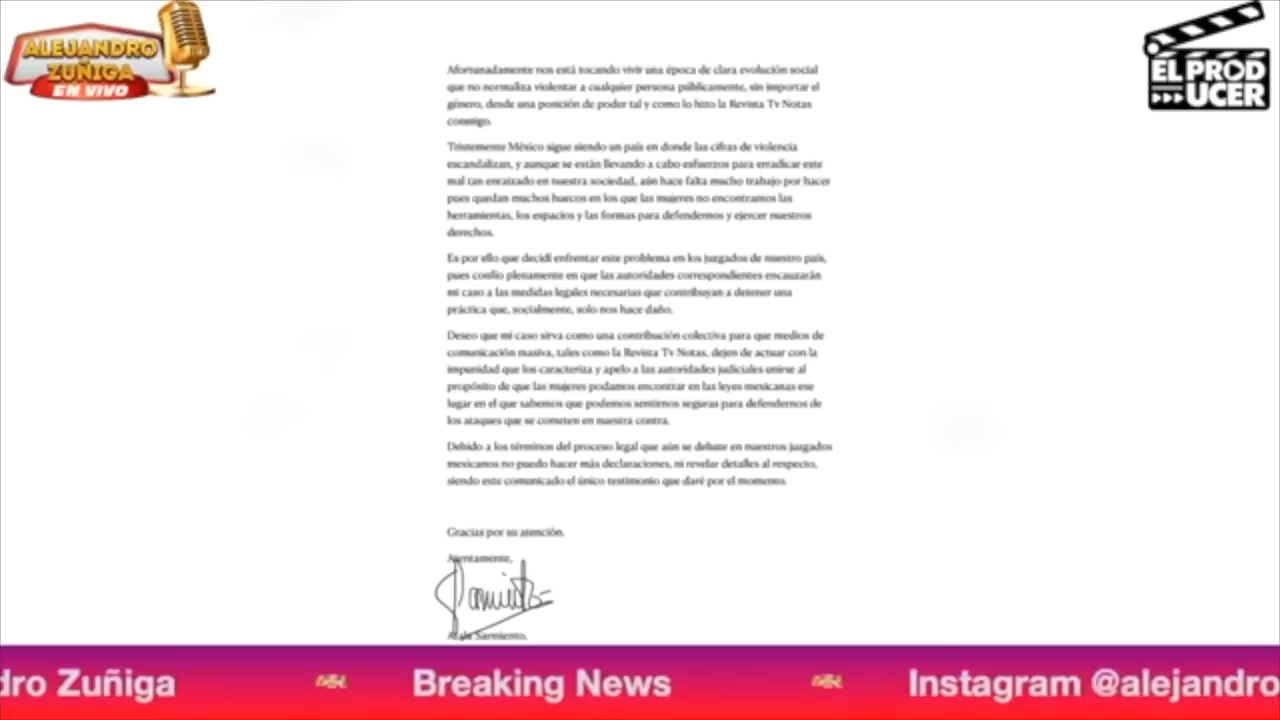 ALEJANDRO
ZUÑIGA
EN VIVO
EL PROD
UCER
Afortunadamente nos está tocando vivir una época de clara evolución social
que no normaliza violentar a cualquier persona públicamente, sin importar el
género, desde una posición de poder tal y como lo hizo la Revista Tv Notas
conmigo.
Tristemente México sigue siendo un país en donde las cifras de violencia
escandalizan, y aunque se están llevando a cabo esfuerzos para erradicar este
mal tan enraizado en nuestra sociedad, aún hace falta mucho trabajo por hacer
pues quedan muchos huecos en los que las mujeres no encontramos las
herramientas, los espacios y las formas para defendernos y ejercer nuestros
derechos.
Es por ello que decidí enfrentar este problema en los juzgados de nuestro país,
pues confío plenamente en que las autoridades correspondientes encauzarán
mi caso a las medidas legales necesarias que contribuyan a detener una
práctica que, socialmente, solo nos hace daño.
Deseo que mi caso sirva como una contribución colectiva para que medios de
comunicación masiva, tales como la Revista Tv Notas, dejen de actuar con la
impunidad que los caracteriza y apelo a las autoridades judiciales unirse al
propósito de que las mujeres podamos encontrar en las leyes mexicanas ese
lugar en el que sabemos que podemos sentirnos seguras para defendernos de
los ataques que se cometen en nuestra contra.
Debido a los términos del proceso legal que aún se debate en nuestros juzgados
mexicanos no puedo hacer más declaraciones, ni revelar detalles al respecto,
siendo este comunicado el único testimonio que daré por el momento.
Gracias por su atención.
Atentamente,
Sarmiento.
dro Zuñiga Breaking News Instagram @alejandro